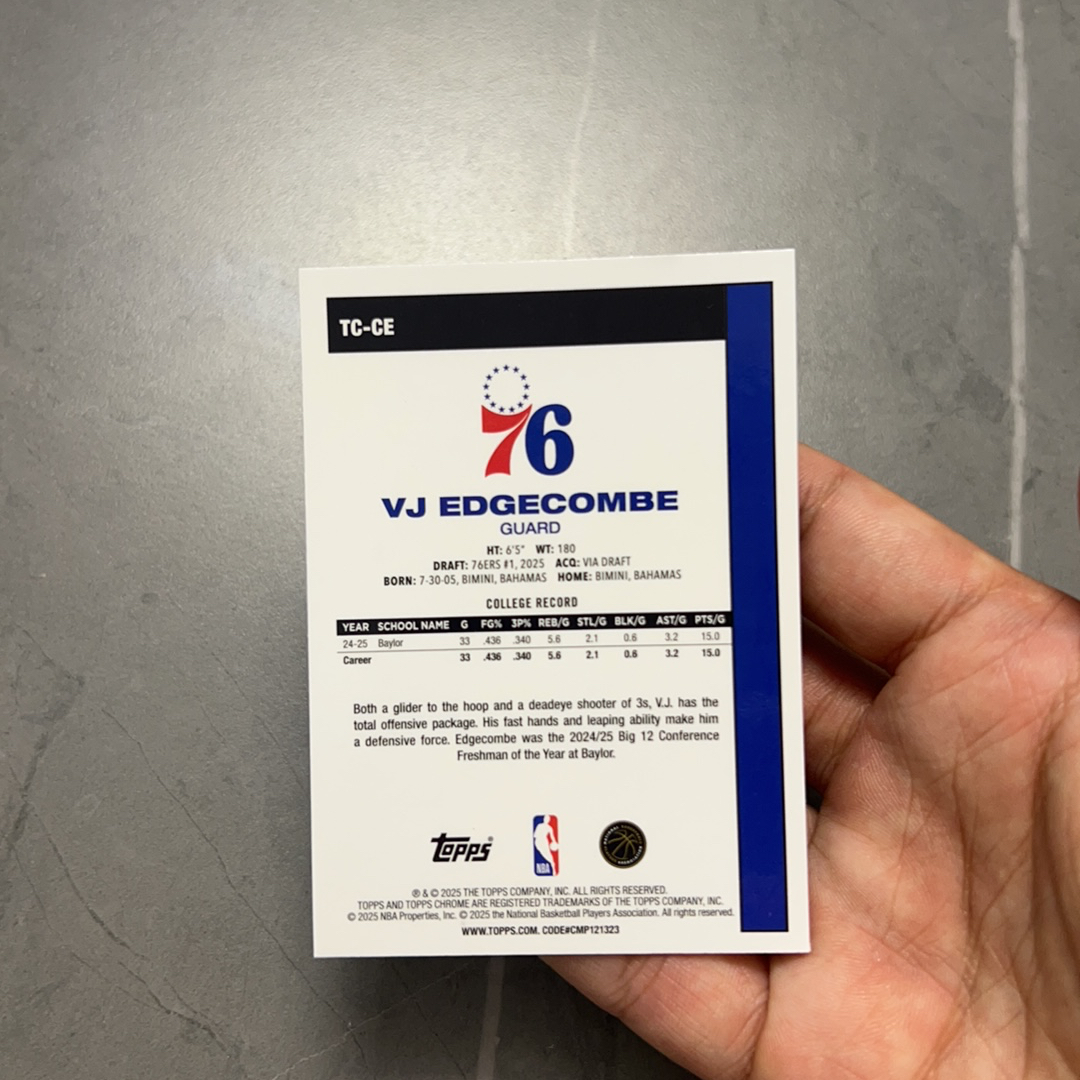 TC-CE
76
VJ EDGECOMBE
GUARD
HT: 6'5" WT: 180
DRAFT: 76ERS #1, 2025 ACQ: VIA DRAFT
BORN: 7-30-05, BIMINI, BAHAMAS HOME: BIMINI, BAHAMAS
COLLEGE RECORD
YEAR SCHOOL NAME G FG% 3P% REB/G STL/G BLK/G AST/G PTS/G
24-25 Baylor 33 .436 .340 5.6 2.1 0.6 3.2 15.0
Career 33 .436 .340 5.6 2.1 0.6 3.2 15.0
Both a glider to the hoop and a deadeye shooter of 3s, V.J. has the
total offensive package. His fast hands and leaping ability make him
a defensive force. Edgecombe was the 2024/25 Big 12 Conference
Freshman of the Year at Baylor.
topps® NBA
® & © 2025 THE TOPPS COMPANY, INC. ALL RIGHTS RESERVED.
TOPPS AND TOPPS CHROME ARE REGISTERED TRADEMARKS OF THE TOPPS COMPANY, INC.
© 2025 NBA Properties, Inc. © 2025 the National Basketball Players Association. All rights reserved.
WWW.TOPPS.COM. CODE#CMP121323